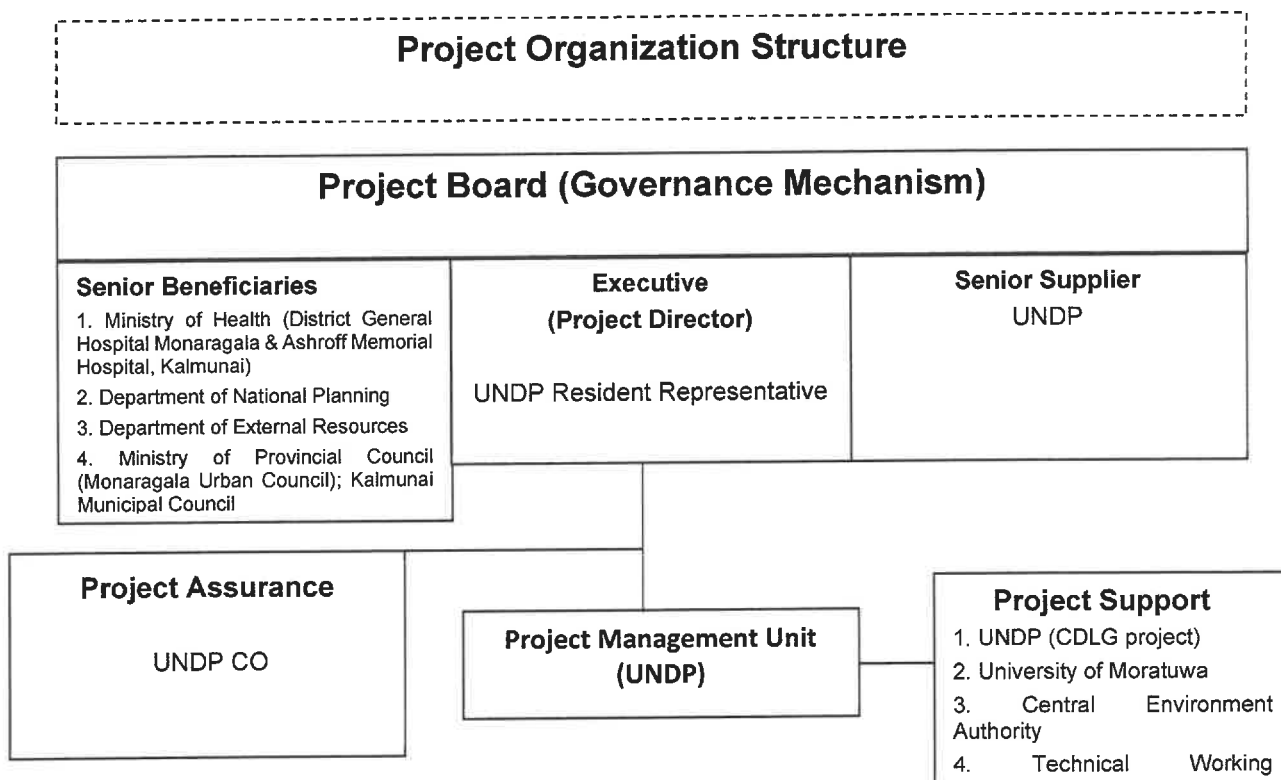 Project Organization Structure
Project Board (Governance Mechanism)
Senior Beneficiaries
1. Ministry of Health (District General
Hospital Monaragala & Ashroff Memorial
Hospital, Kalmunai)
2. Department of National Planning
3. Department of External Resources
4. Ministry of Provincial Council
(Monaragala Urban Council); Kalmunai
Municipal Council
Executive
(Project Director)
UNDP Resident Representative
Senior Supplier
UNDP
Project Assurance
UNDP CO
Project Management Unit
(UNDP)
Project Support
1. UNDP (CDLG project)
2. University of Moratuwa
3. Central Environment
Authority
4. Technical Working